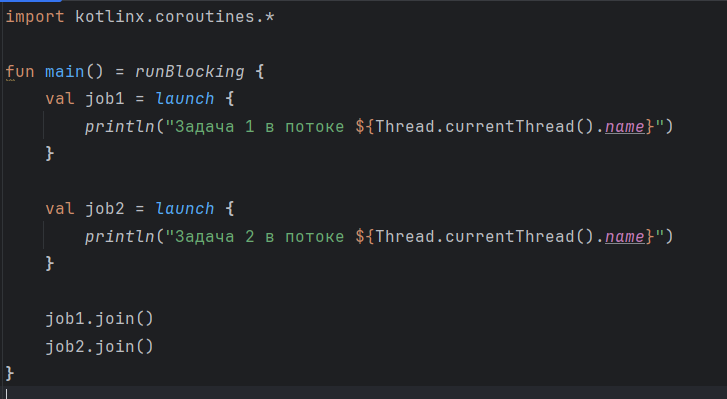 import kotlinx.coroutines.*
fun main() = runBlocking {
val job1 = launch {
println("Задача 1 в потоке ${Thread.currentThread().name}")
}
val job2 = launch {
println("Задача 2 в потоке ${Thread.currentThread().name}")
}
job1.join()
job2.join()
}